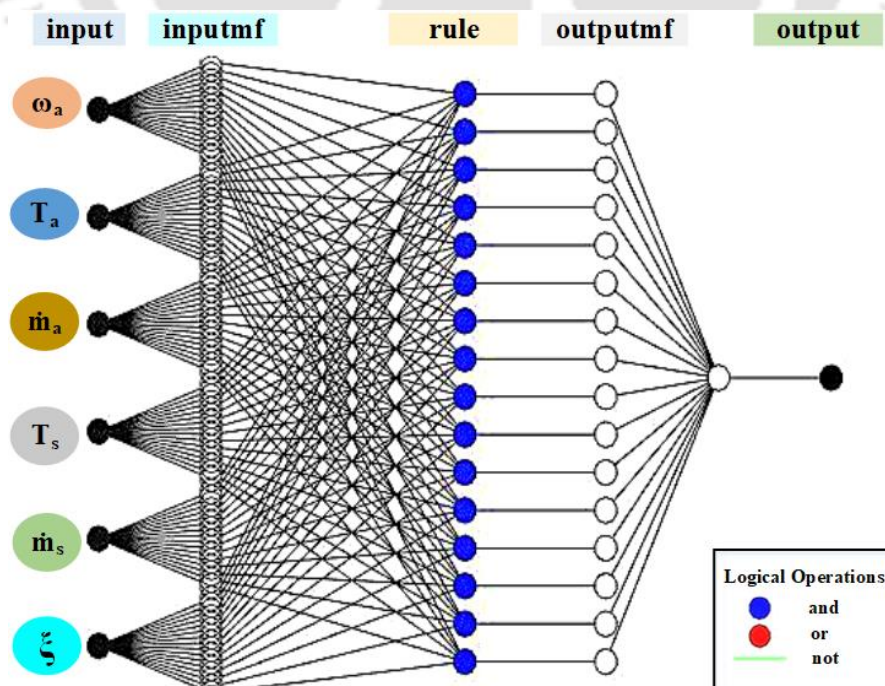 input inputmf rule outputmf output
ωₐ
Tₐ
ṁₐ
Tₛ
ṁₛ
ξ
Logical Operations
and
or
not